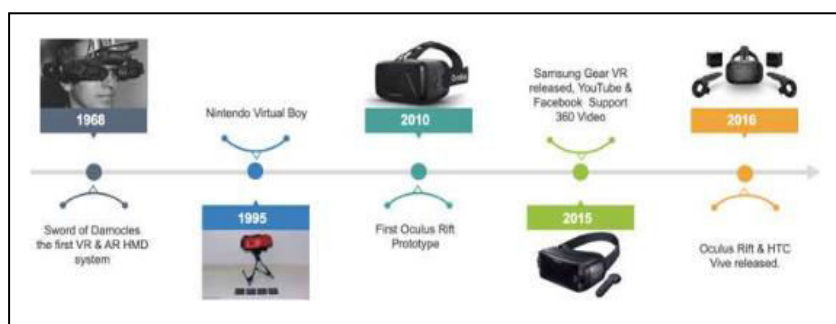 1968
Sword of Damocles
the first VR & AR HMD
system
Nintendo Virtual Boy
1995
2010
First Oculus Rift
Prototype
Samsung Gear VR
released, YouTube &
Facebook Support
360 Video
2015
2016
Oculus Rift & HTC
Vive released.